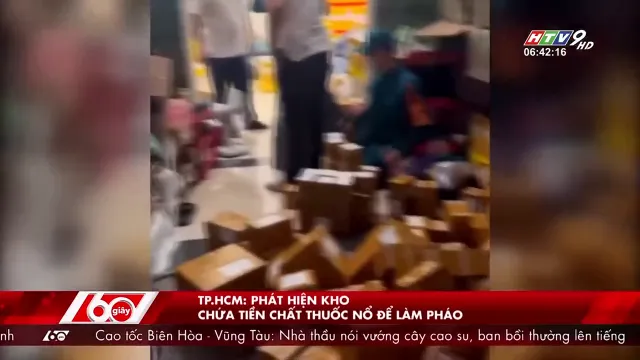 HTV9 HD
06:42:16
TP.HCM: PHÁT HIỆN KHO
CHỨA TIỀN CHẤT THUỐC NỔ ĐỂ LÀM PHÁO
60 giây
nh 60 Cao tốc Biên Hòa - Vũng Tàu: Nhà thầu nói vướng cây cao su, ban bồi thường lên tiếng